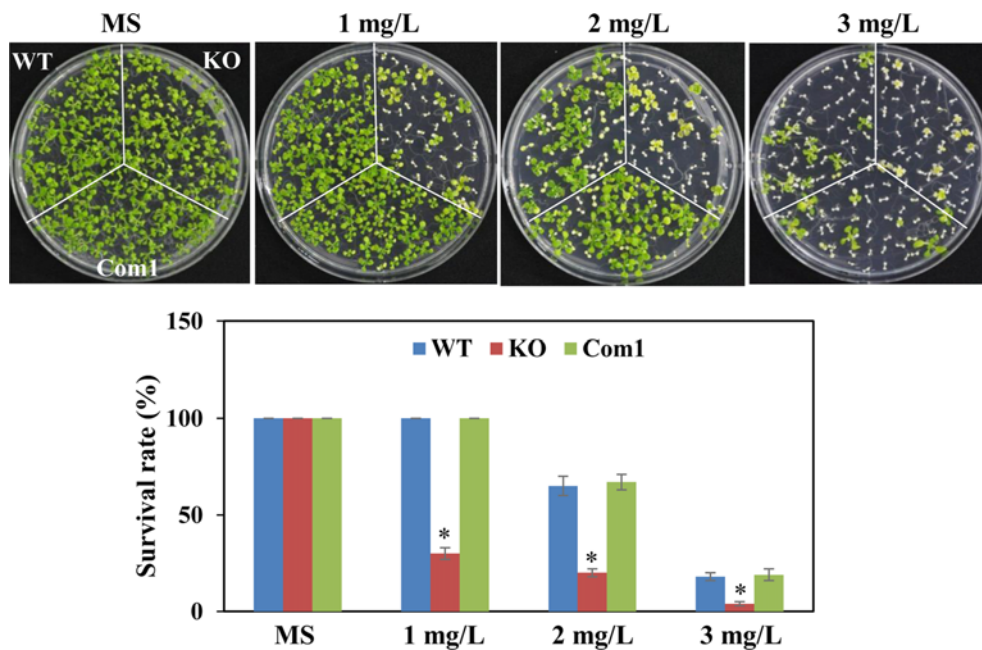 MS 1 mg/L 2 mg/L 3 mg/L
WT KO
Com1
150
WT KO Com1
100
50
0
Survival rate (%)
* * *
MS 1 mg/L 2 mg/L 3 mg/L